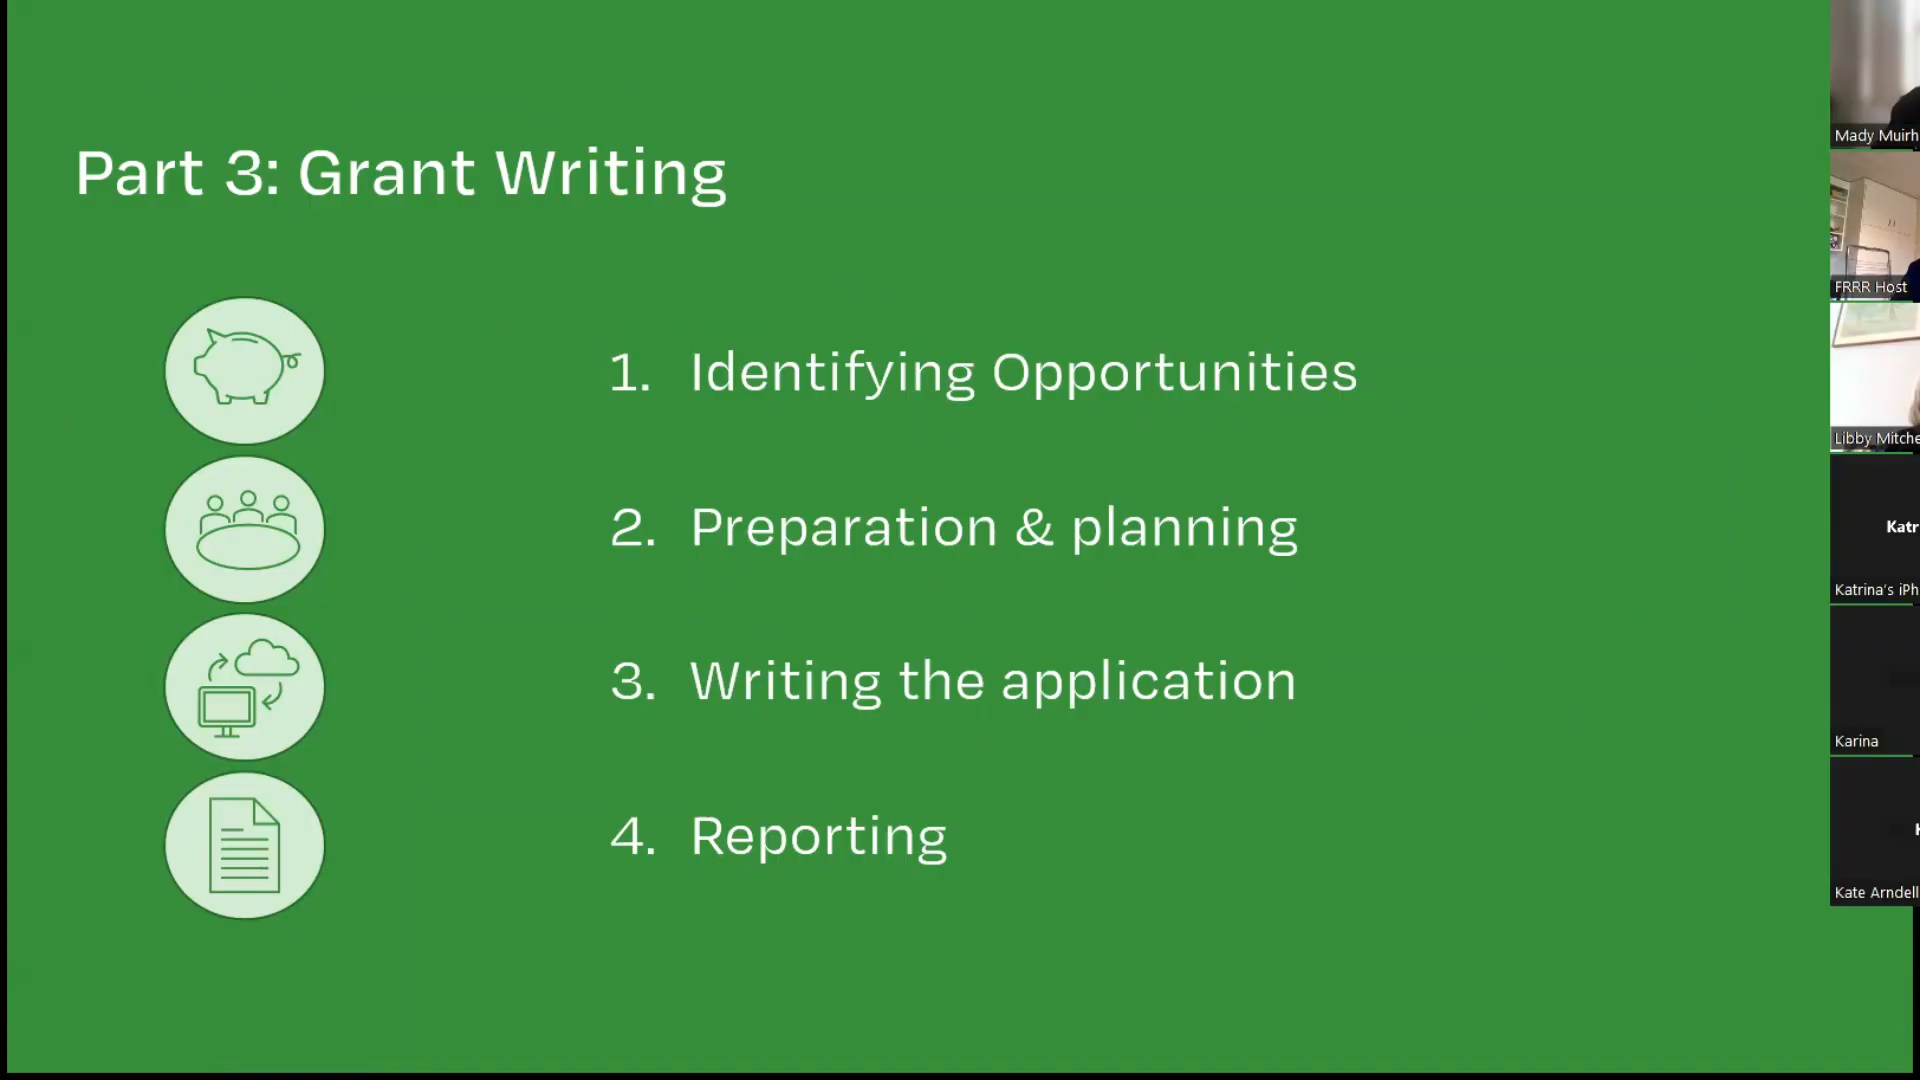 Part 3: Grant Writing
1. Identifying Opportunities
2. Preparation & planning
3. Writing the application
4. Reporting
Mady Muirh
FRRR Host
Libby Mitche
Katr
Katrina's iPh
Karina
Kate Arndell